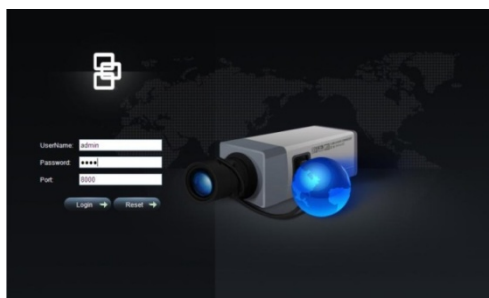 UserName: admin
Password: ••••
Port: 8000
Login Reset